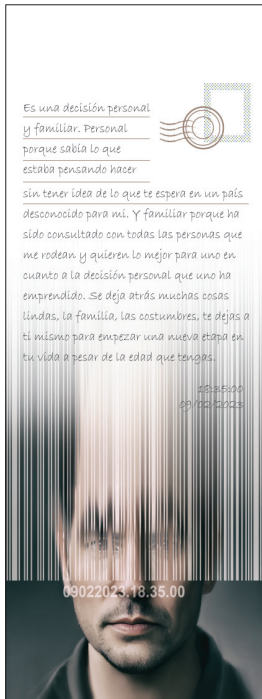 Es una decisión personal
y familiar. Personal
porque sabía lo que
estaba pensando hacer
sin tener idea de lo que te espera en un país
desconocido para mi. Y familiar porque ha
sido consultado con todas las personas que
me rodean y quieren lo mejor para uno en
cuanto a la decisión personal que uno ha
emprendido. Se deja atrás muchas cosas
lindas, la familia, las costumbres, te dejas a
ti mismo para empezar una nueva etapa en
tu vida a pesar de la edad que tengas.
18:35:00
09/02/2023
09022023.18.35.00